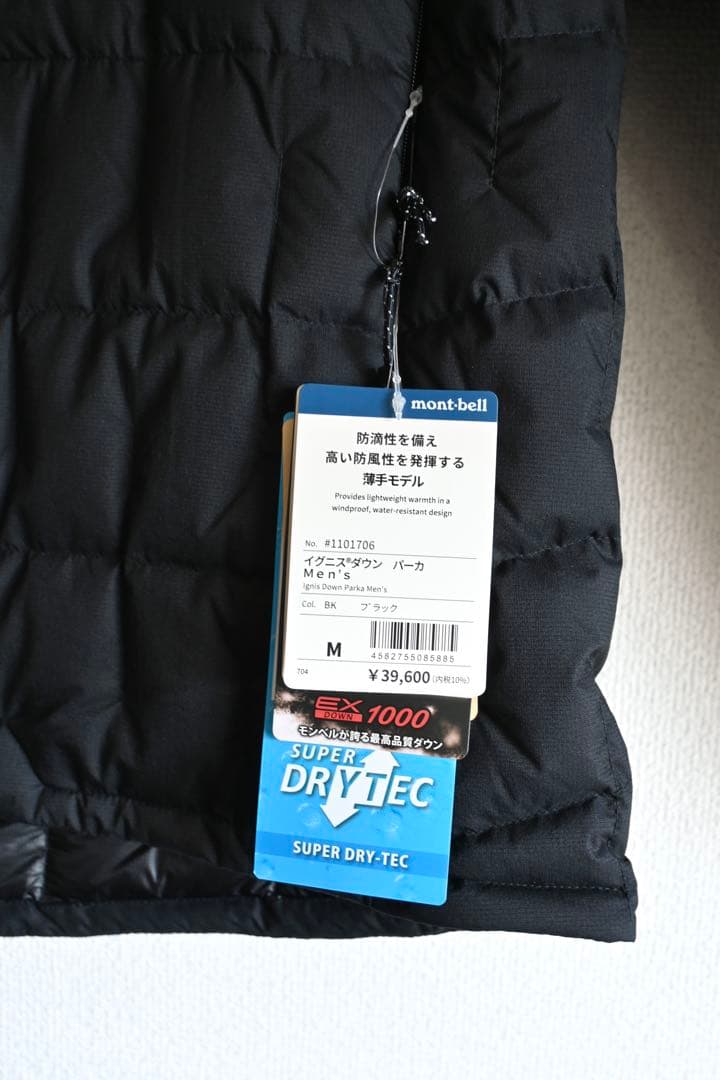 mont·bell
防滴性を備え
高い防風性を発揮する
薄手モデル
Provides lightweight warmth in a
windproof, water-resistant design
No. #1101706
イグニス®ダウン パーカ
Men's
Ignis Down Parka Men's
Col. BK ブラック
M
4582755085885
704
¥39,600(内税10%)
EX
DOWN
1000
モンベルが誇る最高品質ダウン
SUPER
DRYTEC
SUPER DRY-TEC